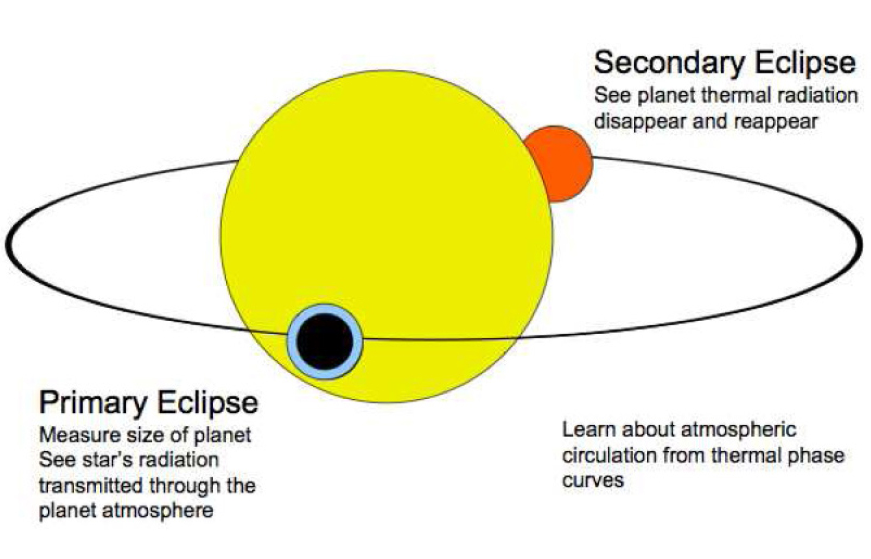 Secondary Eclipse
See planet thermal radiation
disappear and reappear
Primary Eclipse
Measure size of planet
See star's radiation
transmitted through the
planet atmosphere
Learn about atmospheric
circulation from thermal phase
curves